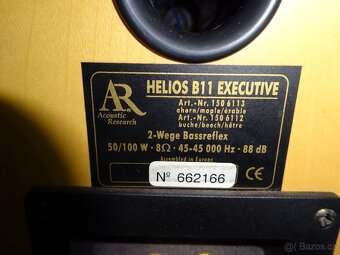 HELIOS B11 EXECUTIVE
AR
Acoustic
Research
Art.-Nr. 150 6113
ahorn/maple/érable
Art.-Nr. 150 6112
buche/beech/hêtre
2-Wege Bassreflex
50/100 W · 8Ω · 45-45 000 Hz · 88 dB
Assembled in Europe
Nº 662166
CE
bazoš.cz